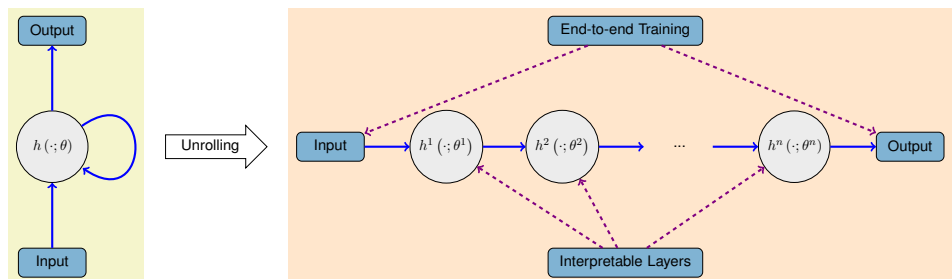 Output
h (·; θ)
Input
Unrolling
End-to-end Training
Input
h¹ (·; θ¹)
h² (·; θ²)
...
hⁿ (·; θⁿ)
Output
Interpretable Layers